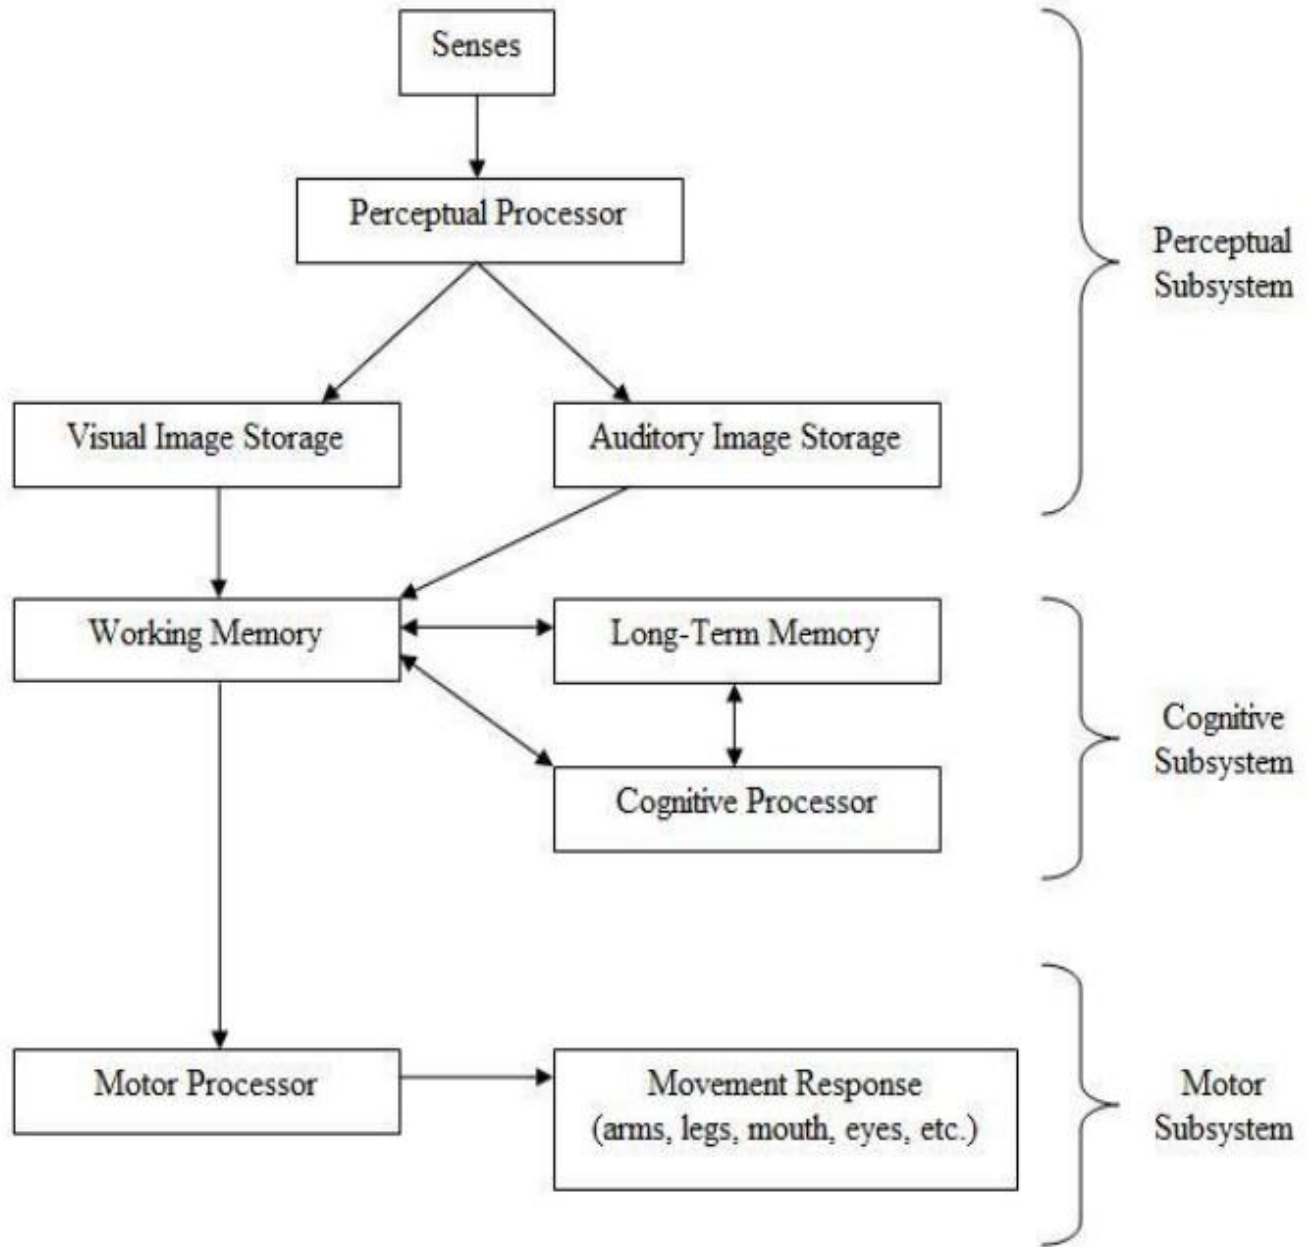 Senses
Perceptual Processor
Perceptual
Subsystem
Visual Image Storage
Auditory Image Storage
Working Memory
Long-Term Memory
Cognitive
Subsystem
Cognitive Processor
Motor Processor
Movement Response
(arms, legs, mouth, eyes, etc.)
Motor
Subsystem